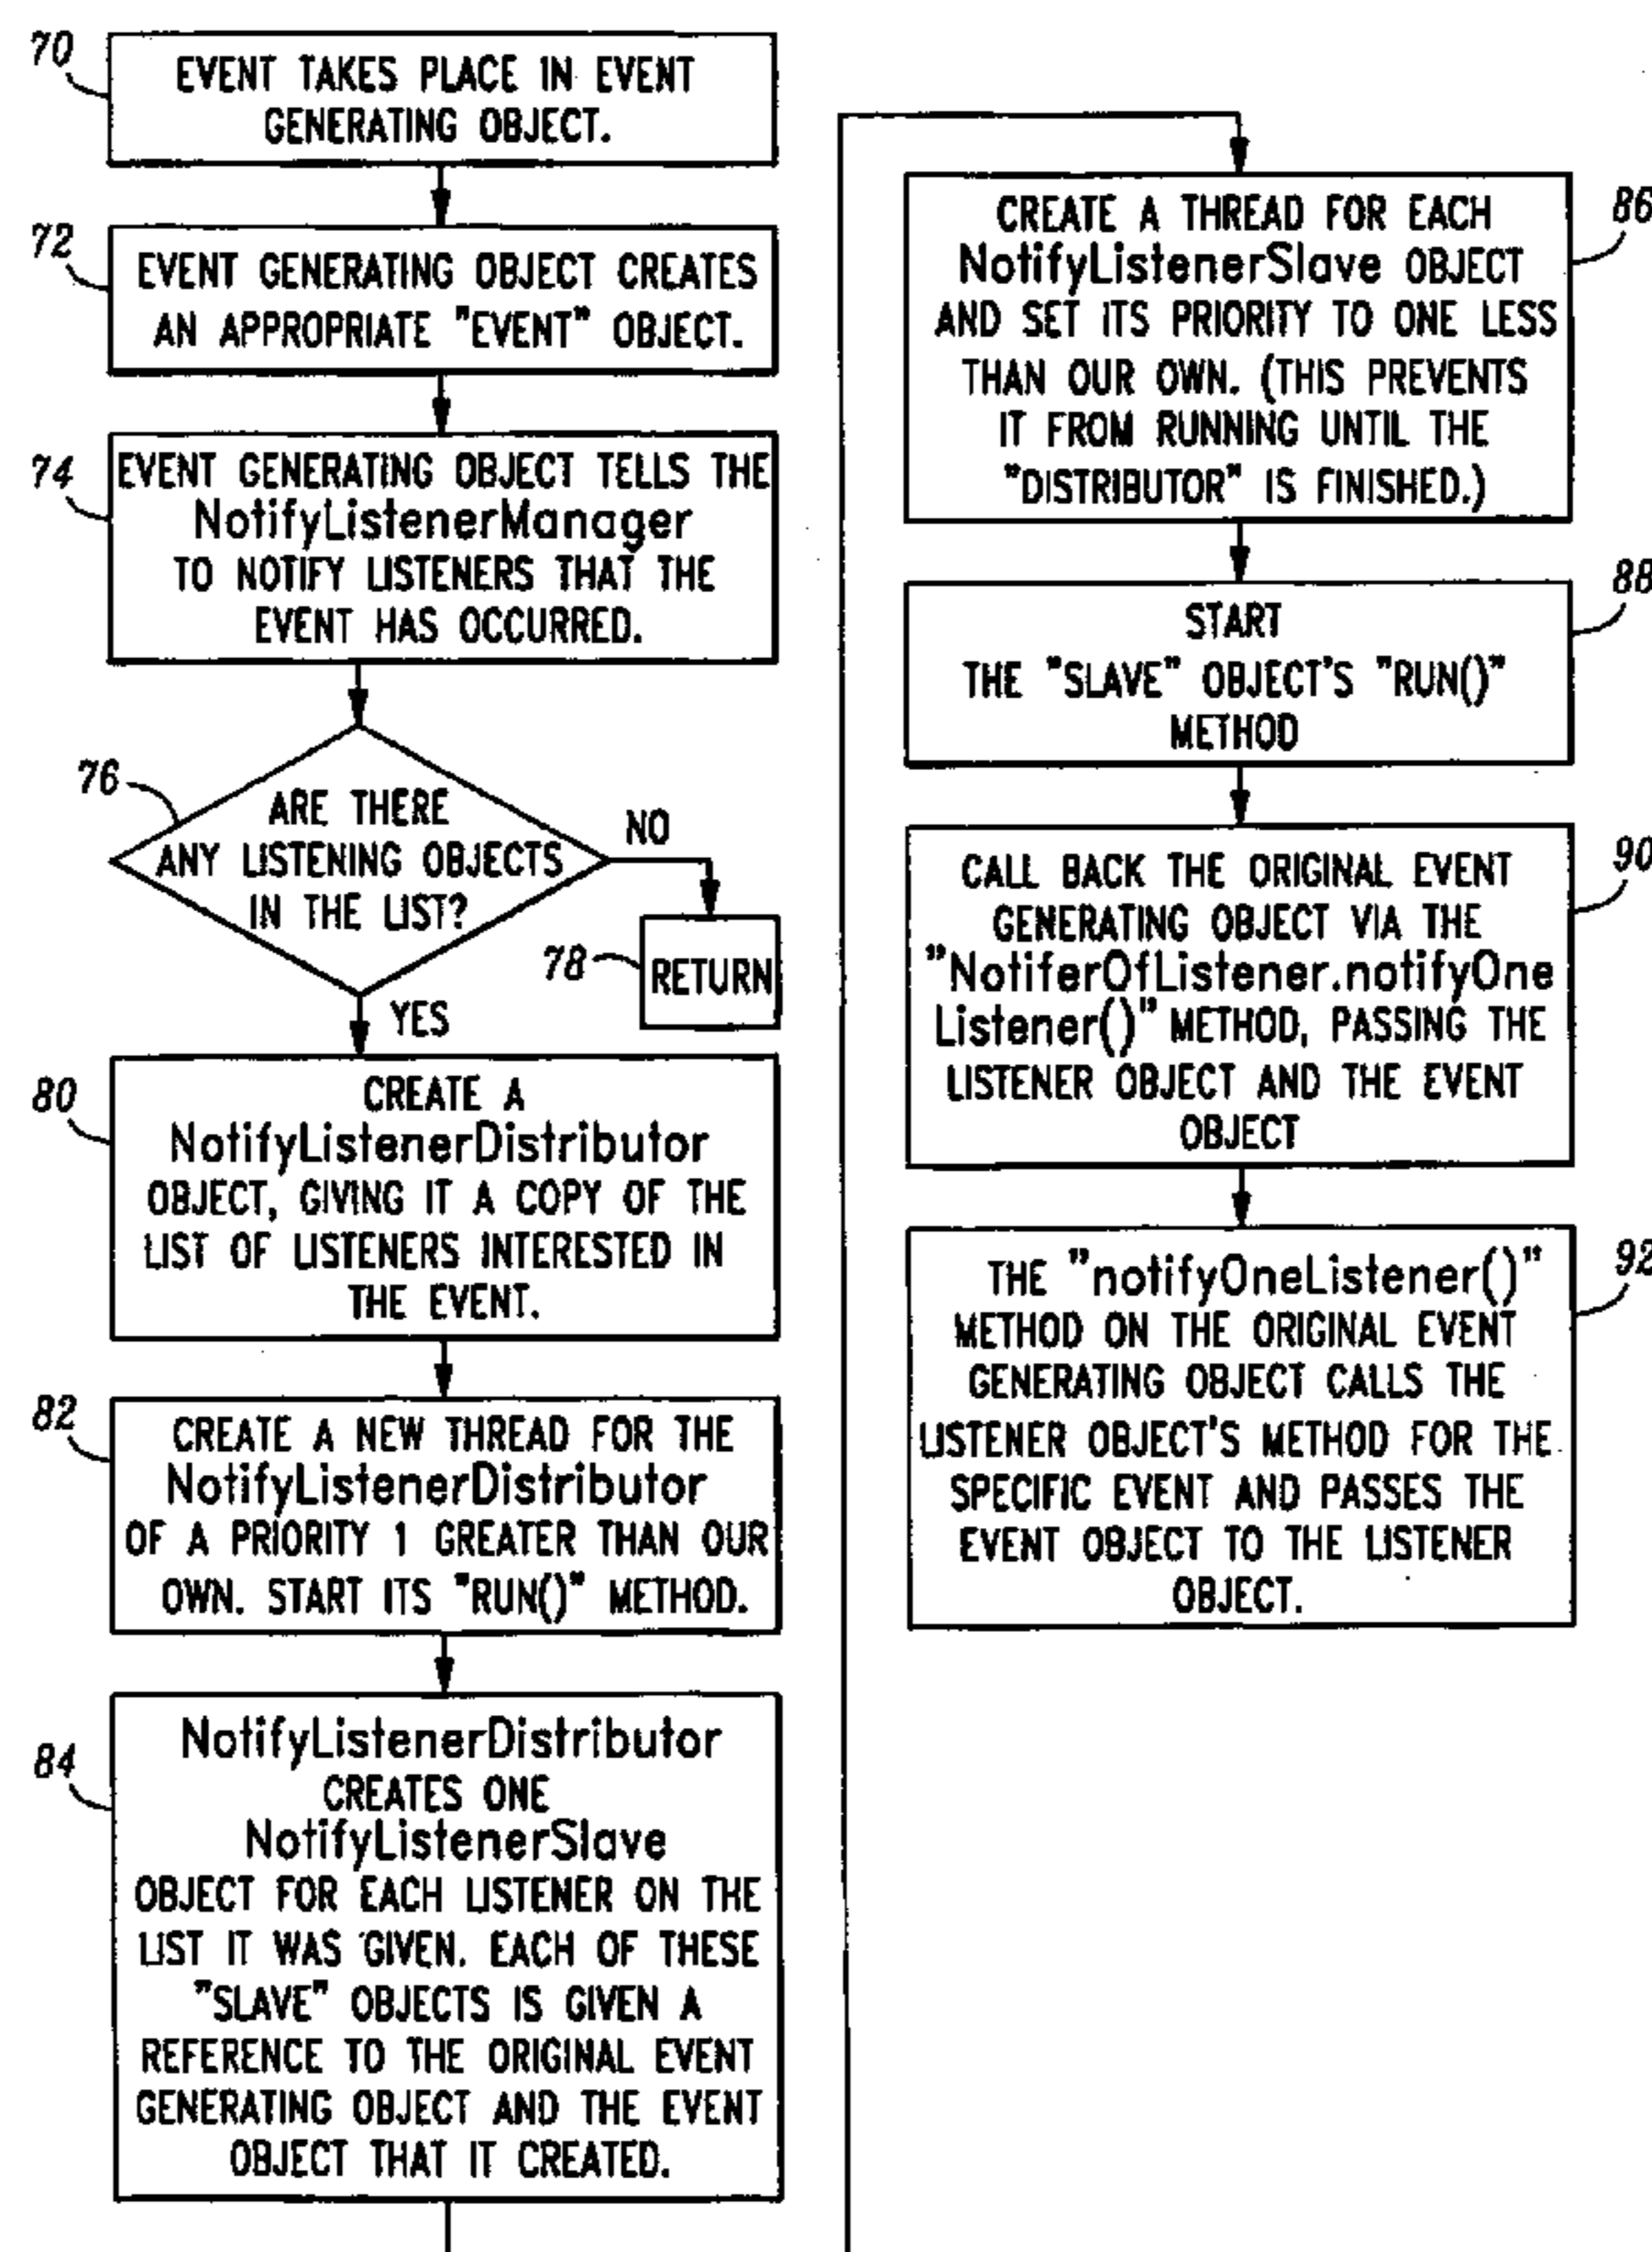 70
EVENT TAKES PLACE IN EVENT
GENERATING OBJECT.
72
EVENT GENERATING OBJECT CREATES
AN APPROPRIATE "EVENT" OBJECT.
74
EVENT GENERATING OBJECT TELLS THE
NotifyListenerManager
TO NOTIFY LISTENERS THAT THE
EVENT HAS OCCURRED.
76
ARE THERE
ANY LISTENING OBJECTS
IN THE LIST?
NO
78
RETURN
YES
80
CREATE A
NotifyListenerDistributor
OBJECT, GIVING IT A COPY OF THE
LIST OF LISTENERS INTERESTED IN
THE EVENT.
82
CREATE A NEW THREAD FOR THE
NotifyListenerDistributor
OF A PRIORITY 1 GREATER THAN OUR
OWN. START ITS "RUN()" METHOD.
84
NotifyListenerDistributor
CREATES ONE
NotifyListenerSlave
OBJECT FOR EACH LISTENER ON THE
LIST IT WAS GIVEN. EACH OF THESE
"SLAVE" OBJECTS IS GIVEN A
REFERENCE TO THE ORIGINAL EVENT
GENERATING OBJECT AND THE EVENT
OBJECT THAT IT CREATED.
86
CREATE A THREAD FOR EACH
NotifyListenerSlave OBJECT
AND SET ITS PRIORITY TO ONE LESS
THAN OUR OWN. (THIS PREVENTS
IT FROM RUNNING UNTIL THE
"DISTRIBUTOR" IS FINISHED.)
88
START
THE "SLAVE" OBJECT'S "RUN()"
METHOD
90
CALL BACK THE ORIGINAL EVENT
GENERATING OBJECT VIA THE
"NotiferOfListener.notifyOne
Listener()" METHOD, PASSING THE
LISTENER OBJECT AND THE EVENT
OBJECT
92
THE "notifyOneListener()"
METHOD ON THE ORIGINAL EVENT
GENERATING OBJECT CALLS THE
LISTENER OBJECT'S METHOD FOR THE
SPECIFIC EVENT AND PASSES THE
EVENT OBJECT TO THE LISTENER
OBJECT.